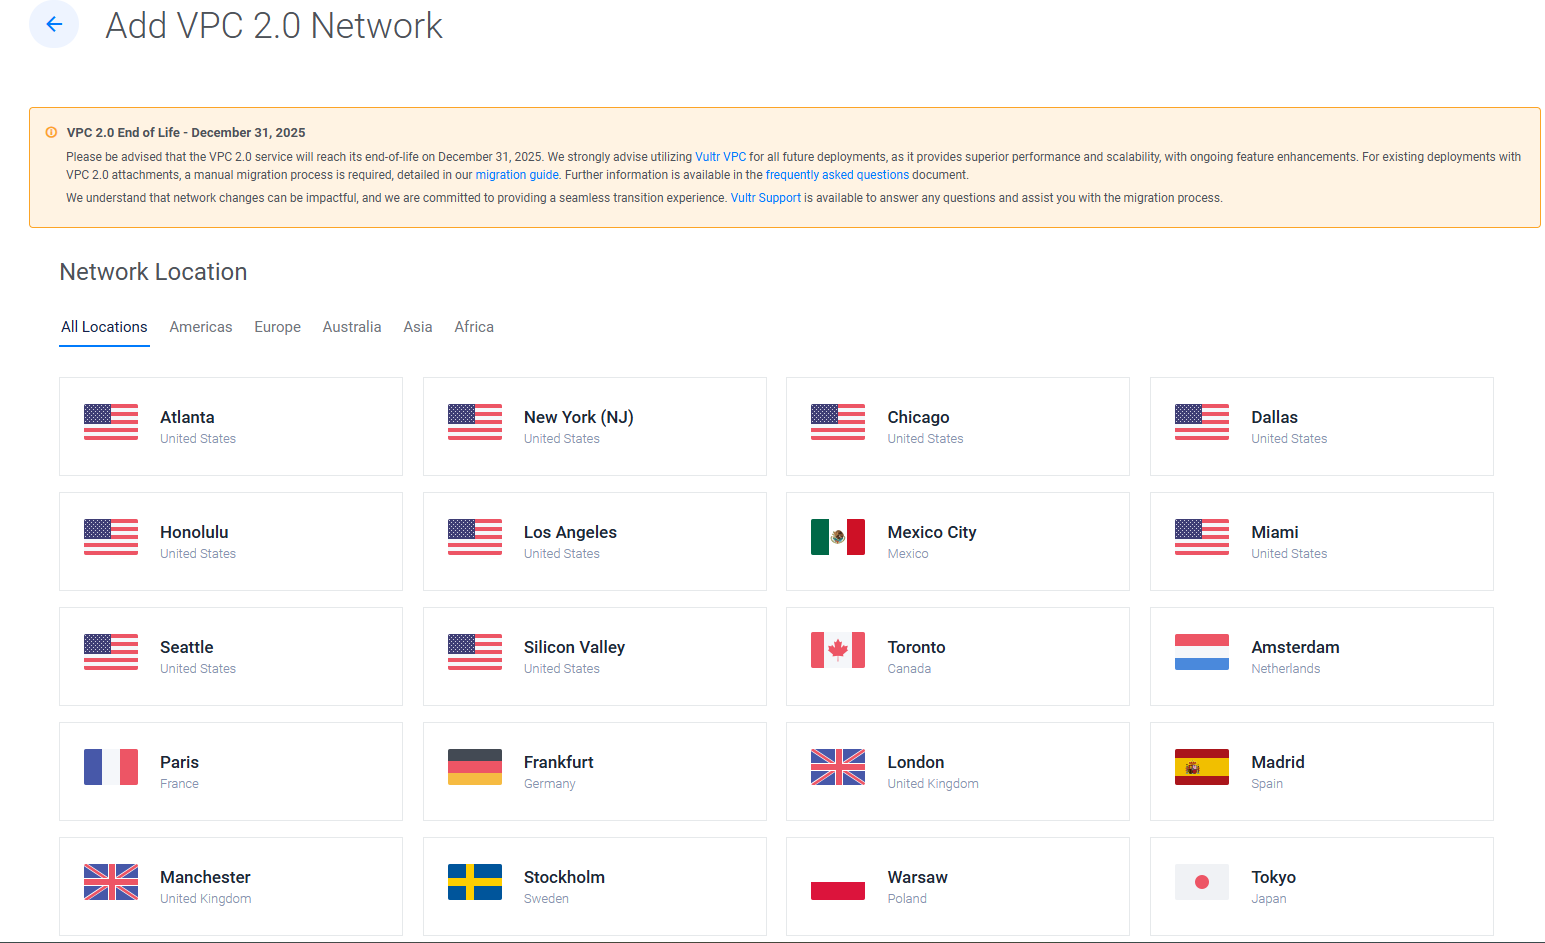 Add VPC 2.0 Network
VPC 2.0 End of Life - December 31, 2025
Please be advised that the VPC 2.0 service will reach its end-of-life on December 31, 2025. We strongly advise utilizing Vultr VPC for all future deployments, as it provides superior performance and scalability, with ongoing feature enhancements. For existing deployments with
VPC 2.0 attachments, a manual migration process is required, detailed in our migration guide. Further information is available in the frequently asked questions document.
We understand that network changes can be impactful, and we are committed to providing a seamless transition experience. Vultr Support is available to answer any questions and assist you with the migration process.
Network Location
All Locations Americas Europe Australia Asia Africa
Atlanta
United States
New York (NJ)
United States
Chicago
United States
Dallas
United States
Honolulu
United States
Los Angeles
United States
Mexico City
Mexico
Miami
United States
Seattle
United States
Silicon Valley
United States
Toronto
Canada
Amsterdam
Netherlands
Paris
France
Frankfurt
Germany
London
United Kingdom
Madrid
Spain
Manchester
United Kingdom
Stockholm
Sweden
Warsaw
Poland
Tokyo
Japan